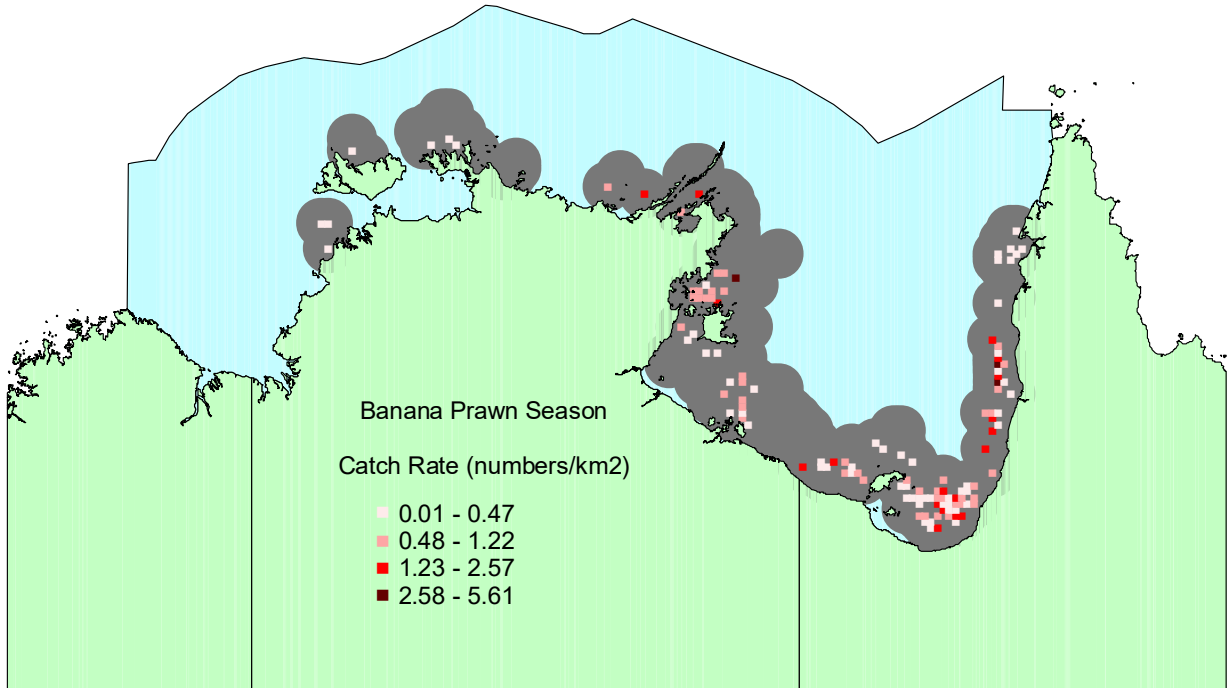 Banana Prawn Season
Catch Rate (numbers/km2)
0.01 - 0.47
0.48 - 1.22
1.23 - 2.57
2.58 - 5.61